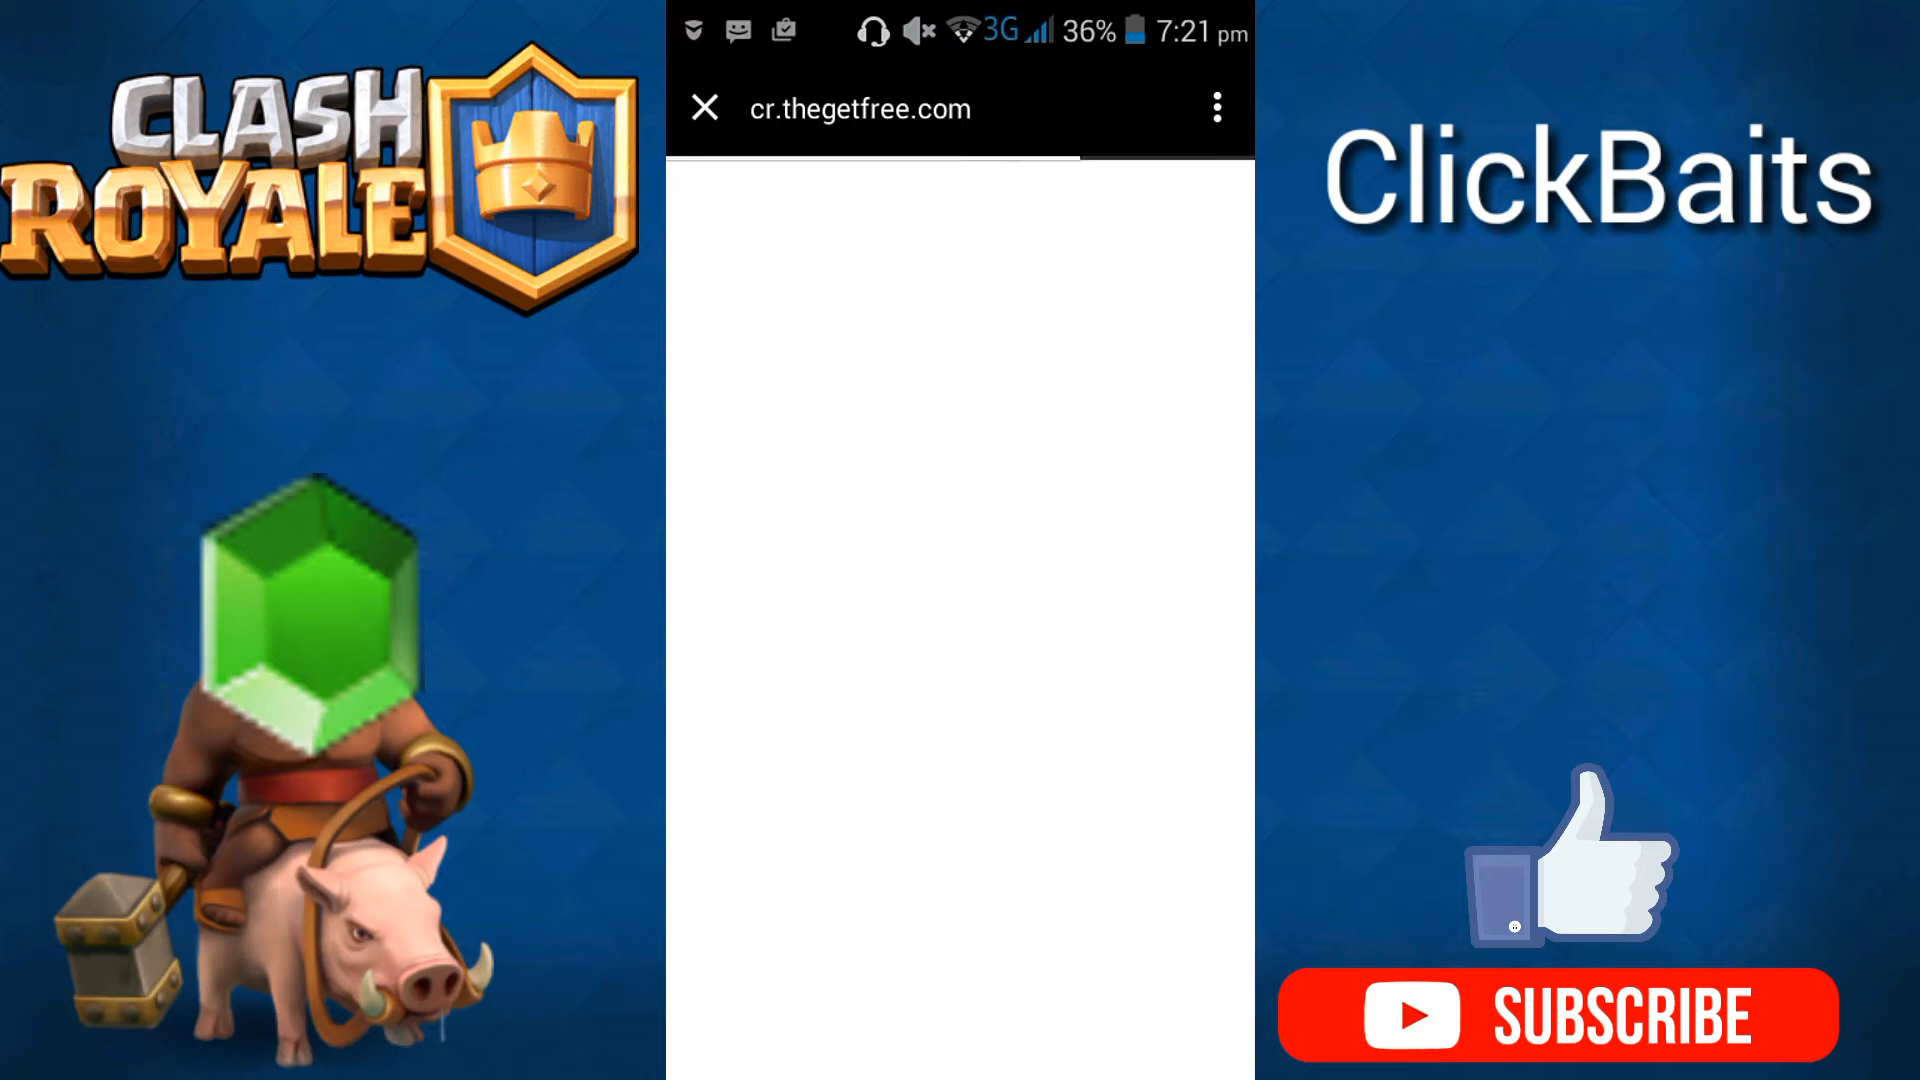 CLASH
ROYALE
3G 36% 7:21 pm
cr.thegetfree.com
ClickBaits
SUBSCRIBE